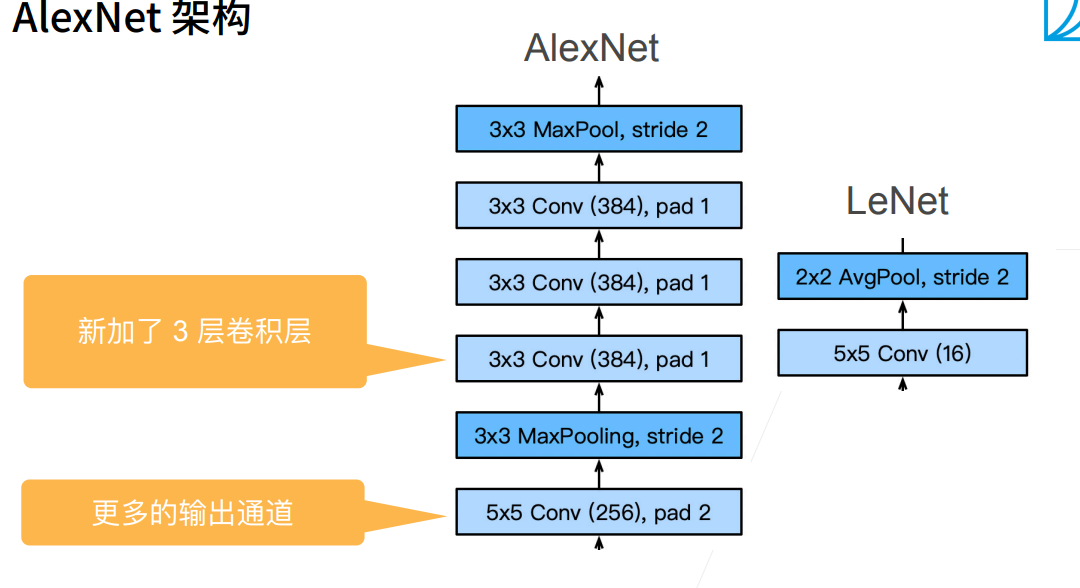 AlexNet 架构
AlexNet
3x3 MaxPool, stride 2
3x3 Conv (384), pad 1
3x3 Conv (384), pad 1
3x3 Conv (384), pad 1
3x3 MaxPooling, stride 2
5x5 Conv (256), pad 2
新加了 3 层卷积层
更多的输出通道
LeNet
2x2 AvgPool, stride 2
5x5 Conv (16)